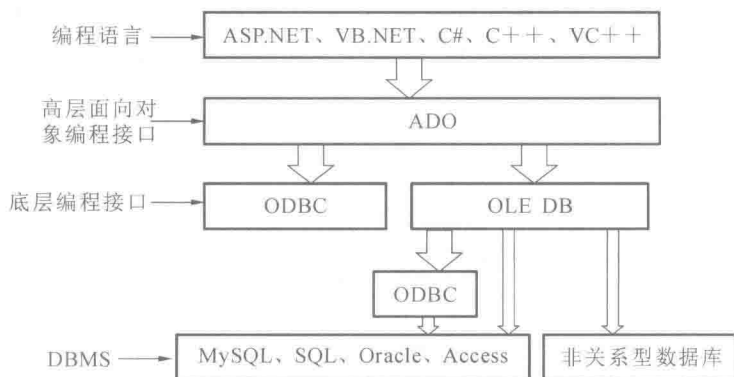 编程语言
ASP.NET、VB.NET、C#、C++、VC++
高层面向对
象编程接口
ADO
底层编程接口
ODBC
OLE DB
ODBC
DBMS
MySQL、SQL、Oracle、Access
非关系型数据库